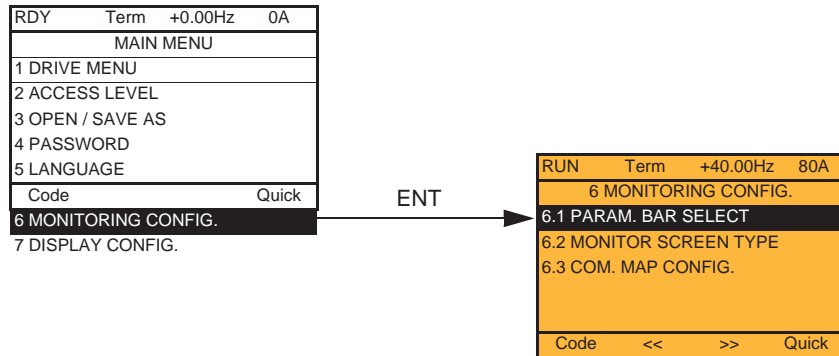 RDY Term +0.00Hz 0A
MAIN MENU
1 DRIVE MENU
2 ACCESS LEVEL
3 OPEN / SAVE AS
4 PASSWORD
5 LANGUAGE
Code Quick
6 MONITORING CONFIG.
7 DISPLAY CONFIG.
ENT
RUN Term +40.00Hz 80A
6 MONITORING CONFIG.
6.1 PARAM. BAR SELECT
6.2 MONITOR SCREEN TYPE
6.3 COM. MAP CONFIG.
Code << >> Quick